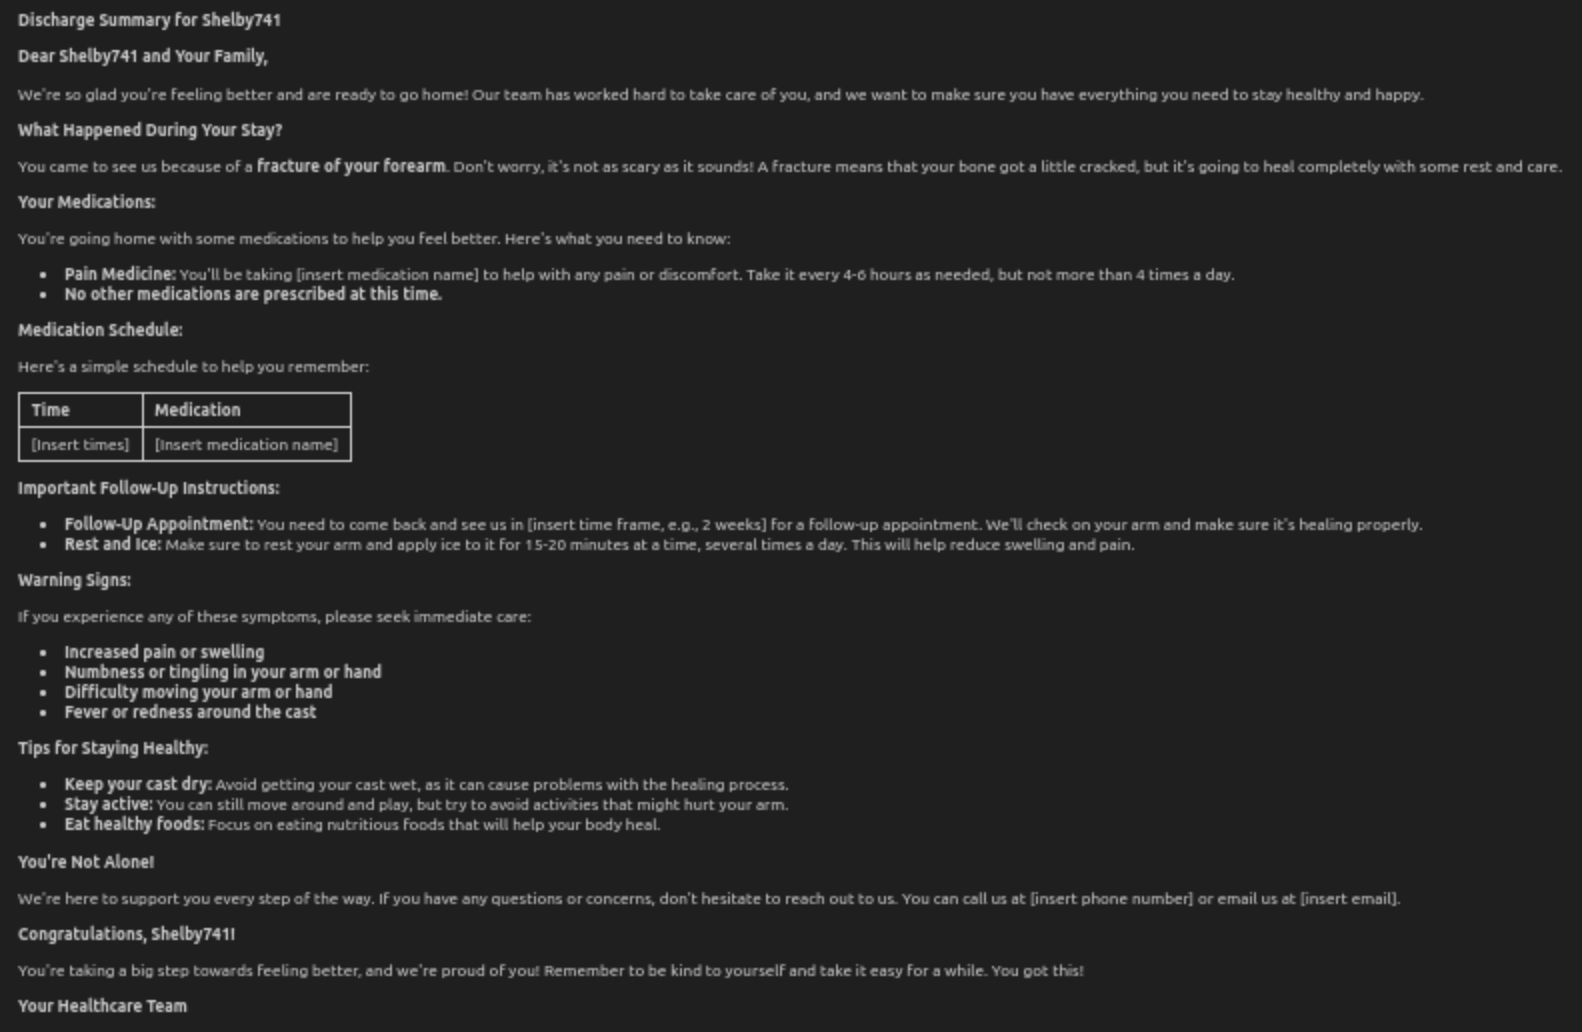 Discharge Summary for Shelby741
Dear Shelby741 and Your Family,
We're so glad you're feeling better and are ready to go home! Our team has worked hard to take care of you, and we want to make sure you have everything you need to stay healthy and happy.
What Happened During Your Stay?
You came to see us because of a fracture of your forearm. Don't worry, it's not as scary as it sounds! A fracture means that your bone got a little cracked, but it's going to heal completely with some rest and care.
Your Medications:
You're going home with some medications to help you feel better. Here's what you need to know:
• Pain Medicine: You'll be taking [insert medication name] to help with any pain or discomfort. Take it every 4-6 hours as needed, but not more than 4 times a day.
• No other medications are prescribed at this time.
Medication Schedule:
Here's a simple schedule to help you remember:
Time Medication
[Insert times] [Insert medication name]
Important Follow-Up Instructions:
• Follow-Up Appointment: You need to come back and see us in [insert time frame, e.g., 2 weeks] for a follow-up appointment. We'll check on your arm and make sure it's healing properly.
• Rest and Ice: Make sure to rest your arm and apply ice to it for 15-20 minutes at a time, several times a day. This will help reduce swelling and pain.
Warning Signs:
If you experience any of these symptoms, please seek immediate care:
• Increased pain or swelling
• Numbness or tingling in your arm or hand
• Difficulty moving your arm or hand
• Fever or redness around the cast
Tips for Staying Healthy:
• Keep your cast dry: Avoid getting your cast wet, as it can cause problems with the healing process.
• Stay active: You can still move around and play, but try to avoid activities that might hurt your arm.
• Eat healthy foods: Focus on eating nutritious foods that will help your body heal.
You're Not Alone!
We're here to support you every step of the way. If you have any questions or concerns, don't hesitate to reach out to us. You can call us at [insert phone number] or email us at [insert email].
Congratulations, Shelby741!
You're taking a big step towards feeling better, and we're proud of you! Remember to be kind to yourself and take it easy for a while. You got this!
Your Healthcare Team